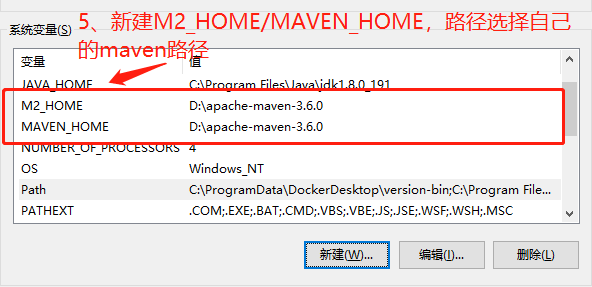 5、新建M2_HOME/MAVEN_HOME，路径选择自己
的maven路径
系统变量(S)
变量 值
JAVA_HOME C:\Program Files\Java\jdk1.8.0_191
M2_HOME D:\apache-maven-3.6.0
MAVEN_HOME D:\apache-maven-3.6.0
NUMBER_OF_PROCESSORS 4
OS Windows_NT
Path C:\ProgramData\DockerDesktop\version-bin;C:\Program File...
PATHEXT .COM;.EXE;.BAT;.CMD;.VBS;.VBE;.JS;.JSE;.WSF;.WSH;.MSC
新建(W)... 编辑(I)... 删除(L)